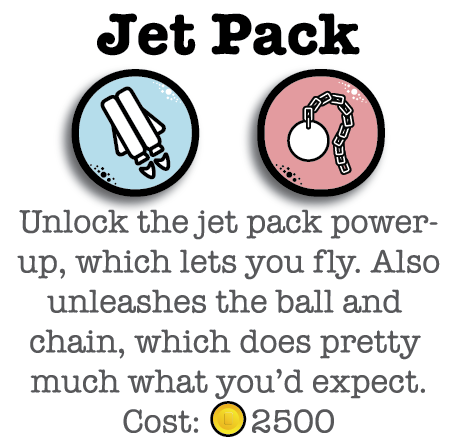 Jet Pack
Unlock the jet pack power-
up, which lets you fly. Also
unleashes the ball and
chain, which does pretty
much what you'd expect.
Cost: 2500